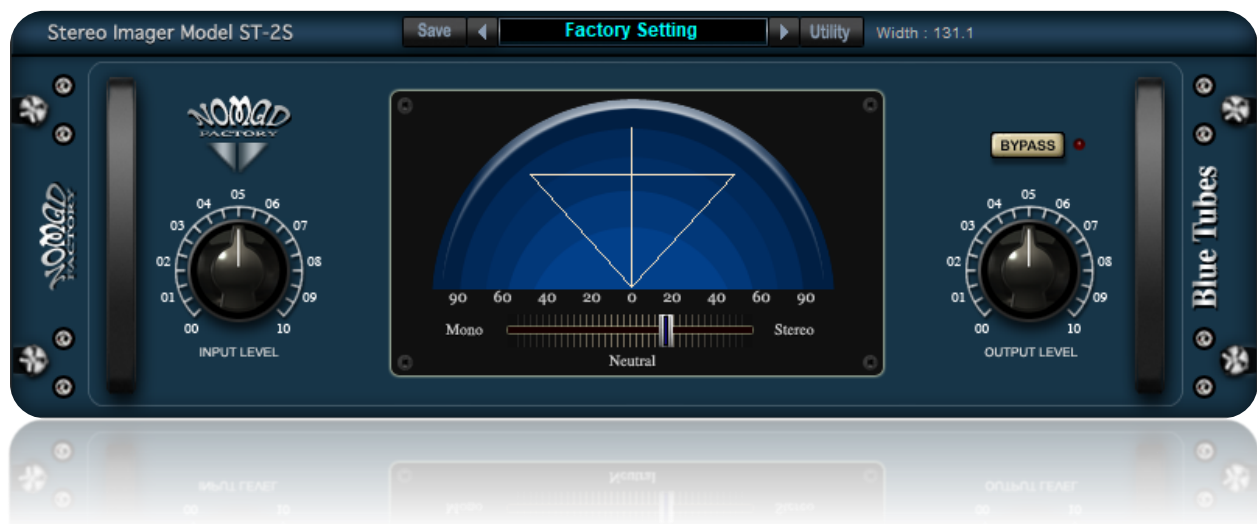 Stereo Imager Model ST-2S
Save
Factory Setting
Utility
Width : 131.1
NOMAD
FACTORY
NOMAD
FACTORY
BYPASS
Blue Tubes
05
04 06
03 07
02 08
01 09
00 10
INPUT LEVEL
90 60 40 20 0 20 40 60 90
Mono
Stereo
Neutral
05
04 06
03 07
02 08
01 09
00 10
OUTPUT LEVEL